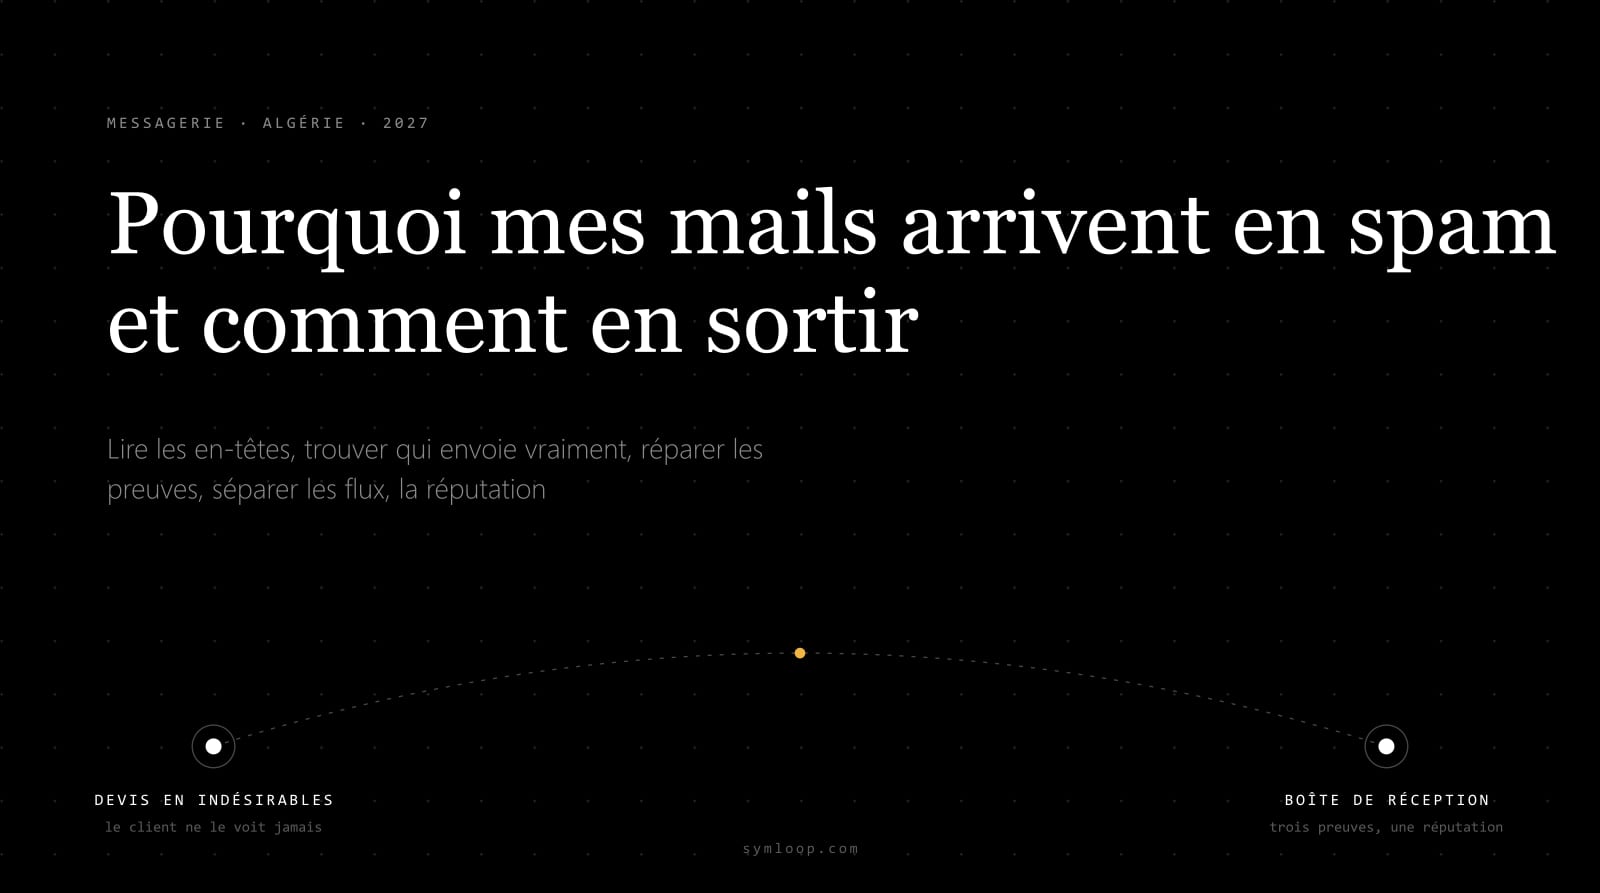 MESSAGERIE · ALGÉRIE · 2027
Pourquoi mes mails arrivent en spam
et comment en sortir
Lire les en-têtes, trouver qui envoie vraiment, réparer les
preuves, séparer les flux, la réputation
DEVIS EN INDÉSIRABLES
le client ne le voit jamais
BOÎTE DE RÉCEPTION
trois preuves, une réputation
symloop.com